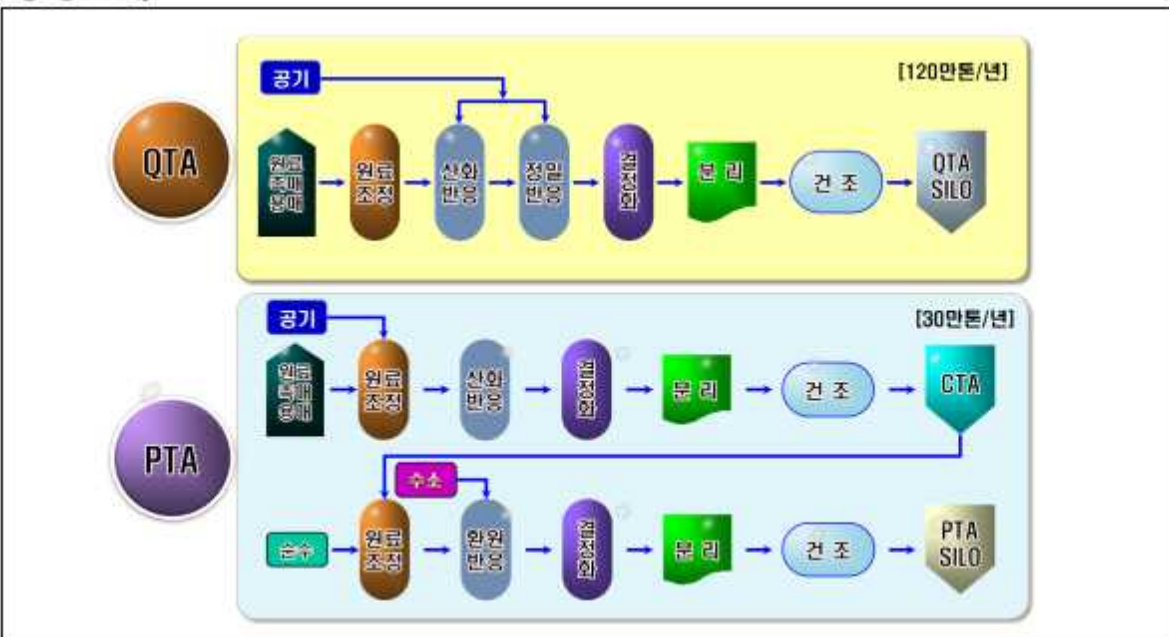 QTA
[120만톤/년]
공기
원료
촉매
용매
원료
조정
산화
반응
정밀
반응
결정화
분리
건조
QTA
SILO
PTA
[30만톤/년]
공기
원료
촉매
용매
원료
조정
산화
반응
결정화
분리
건조
CTA
수소
순수
원료
조정
환원
반응
결정화
분리
건조
PTA
SILO